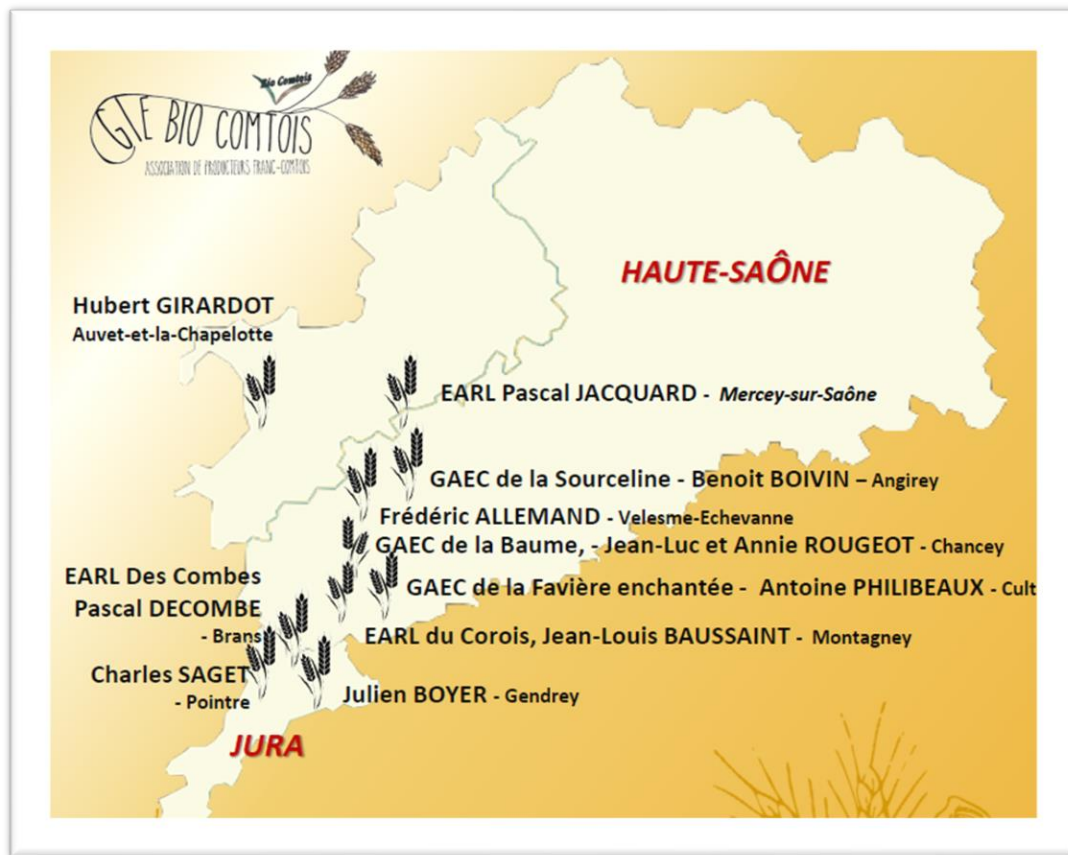 Bio Comtois
GIE BIO COMTOIS
ASSOCIATION DE PRODUCTEURS FRANC-COMTOIS
HAUTE-SAÔNE
Hubert GIRARDOT
Auvet-et-la-Chapelotte
EARL Pascal JACQUARD - Mercey-sur-Saône
GAEC de la Sourceline - Benoit BOIVIN – Angirey
Frédéric ALLEMAND - Velesme-Echevanne
GAEC de la Baume, - Jean-Luc et Annie ROUGEOT - Chancey
EARL Des Combes
Pascal DECOMBE
- Brans
GAEC de la Favière enchantée - Antoine PHILIBEAUX - Cult
EARL du Corois, Jean-Louis BAUSSAINT - Montagney
Charles SAGET
- Pointre
Julien BOYER - Gendrey
JURA